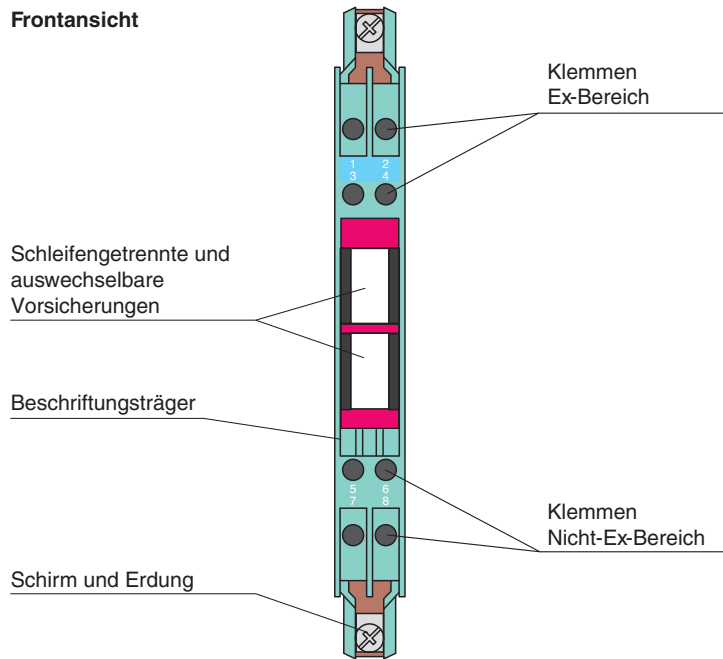 Frontansicht
Klemmen
Ex-Bereich
1 2
3 4
Schleifengetrennte und
auswechselbare
Vorsicherungen
Beschriftungsträger
5 6
7 8
Klemmen
Nicht-Ex-Bereich
Schirm und Erdung